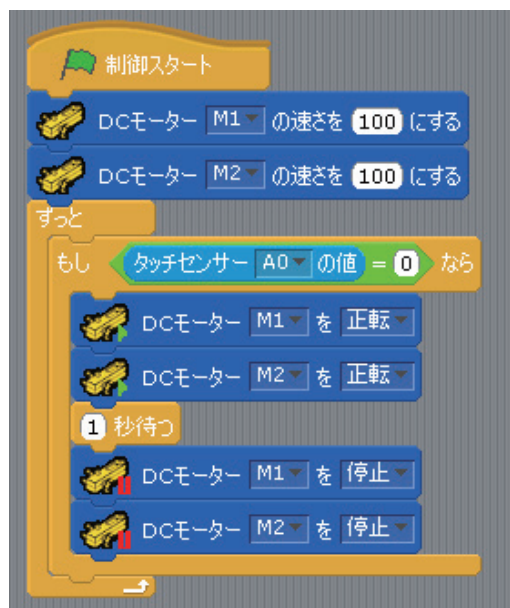 制御スタート
DCモーター M1 の速さを 100 にする
DCモーター M2 の速さを 100 にする
ずっと
もし タッチセンサー A0 の値 = 0 なら
DCモーター M1 を 正転
DCモーター M2 を 正転
1 秒待つ
DCモーター M1 を 停止
DCモーター M2 を 停止